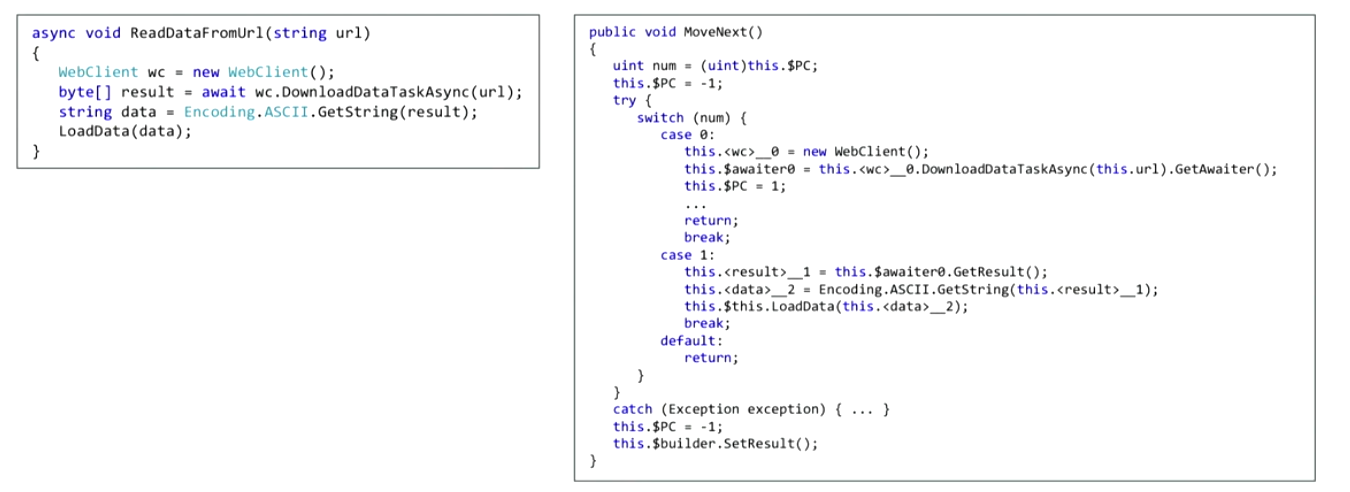 async void ReadDataFromUrl(string url)
{
WebClient wc = new WebClient();
byte[] result = await wc.DownloadDataTaskAsync(url);
string data = Encoding.ASCII.GetString(result);
LoadData(data);
}
public void MoveNext()
{
uint num = (uint)this.$PC;
this.$PC = -1;
try {
switch (num) {
case 0:
this.<wc>__0 = new WebClient();
this.$awaiter0 = this.<wc>__0.DownloadDataTaskAsync(this.url).GetAwaiter();
this.$PC = 1;
...
return;
break;
case 1:
this.<result>__1 = this.$awaiter0.GetResult();
this.<data>__2 = Encoding.ASCII.GetString(this.<result>__1);
this.$this.LoadData(this.<data>__2);
break;
default:
return;
}
}
catch (Exception exception) { ... }
this.$PC = -1;
this.$builder.SetResult();
}